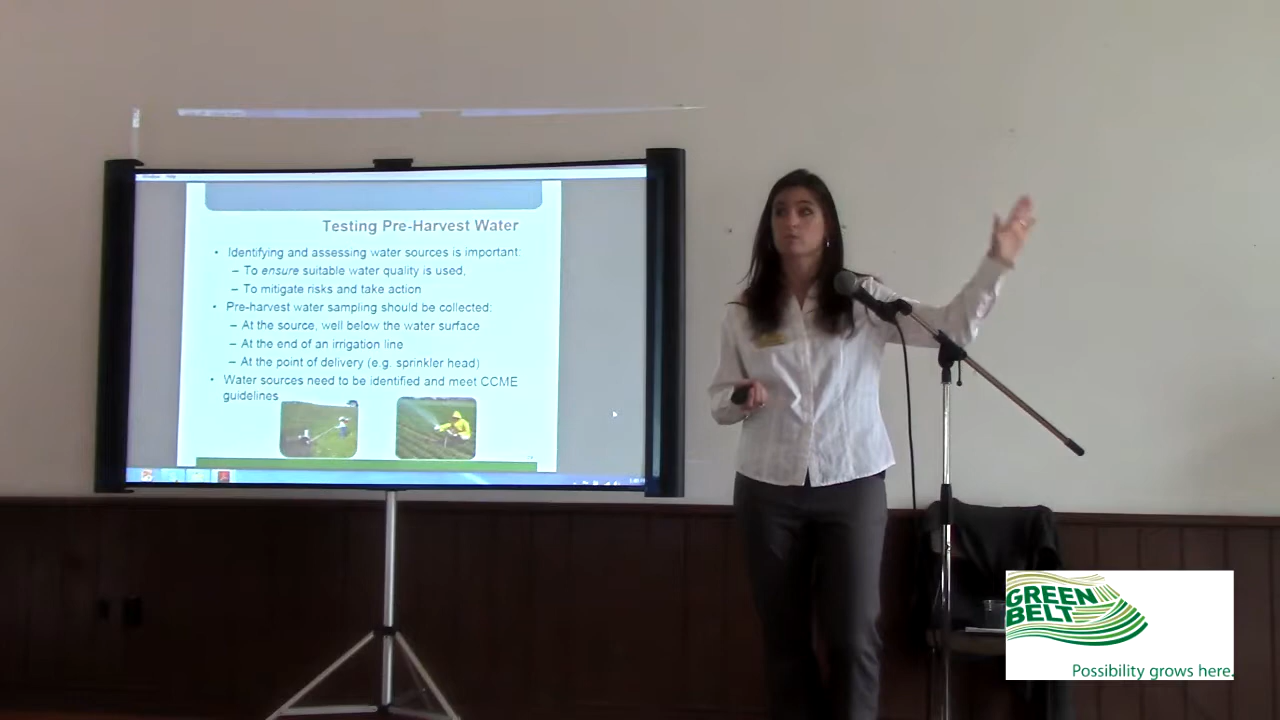 Window Help
Testing Pre-Harvest Water
• Identifying and assessing water sources is important:
– To ensure suitable water quality is used,
– To mitigate risks and take action
• Pre-harvest water sampling should be collected:
– At the source, well below the water surface
– At the end of an irrigation line
– At the point of delivery (e.g. sprinkler head)
• Water sources need to be identified and meet CCME
guidelines
GREEN
BELT
Possibility grows here.